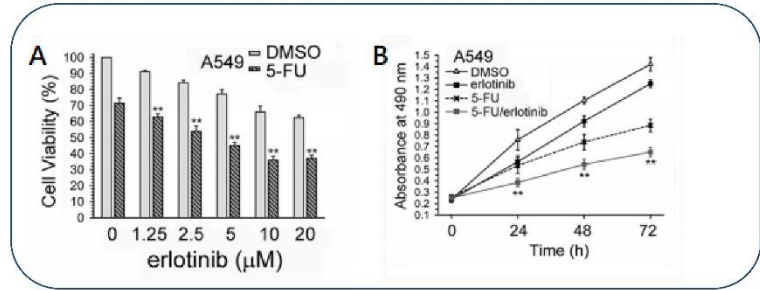 A
A549
DMSO
5-FU
Cell Viability (%)
100
90
80
70
60
50
40
30
20
10
0
**
**
**
**
**
0 1.25 2.5 5 10 20
erlotinib (μM)
B
A549
DMSO
erlotinib
5-FU
5-FU/erlotinib
Absorbance at 490 nm
1.5
1.4
1.3
1.2
1.1
1.0
0.9
0.8
0.7
0.6
0.5
0.4
0.3
0.2
0.1
**
**
**
0 24 48 72
Time (h)